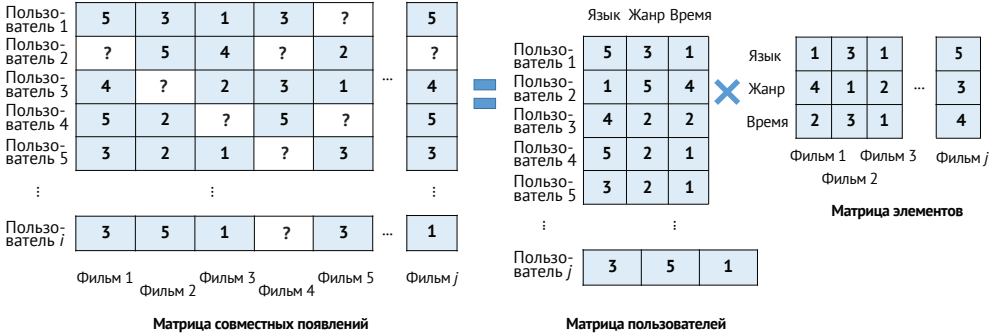 Пользо-
ватель 1
5 3 1 3 ? 5
Пользо-
ватель 2
? 5 4 ? 2 ?
Пользо-
ватель 3
4 ? 2 3 1 ... 4
Пользо-
ватель 4
5 2 ? 5 ? 5
Пользо-
ватель 5
3 2 1 ? 3 3
⋮ ⋮ ⋮
Пользо-
ватель i
3 5 1 ? 3 ... 1
Фильм 1 Фильм 3 Фильм 5 Фильм j
Фильм 2 Фильм 4
Матрица совместных появлений
=
Язык Жанр Время
Пользо-
ватель 1
5 3 1
Пользо-
ватель 2
1 5 4
Пользо-
ватель 3
4 2 2
Пользо-
ватель 4
5 2 1
Пользо-
ватель 5
3 2 1
⋮ ⋮
Пользо-
ватель j
3 5 1
Матрица пользователей
×
Язык 1 3 1 5
Жанр 4 1 2 ... 3
Время 2 3 1 4
Фильм 1 Фильм 3 Фильм j
Фильм 2
Матрица элементов